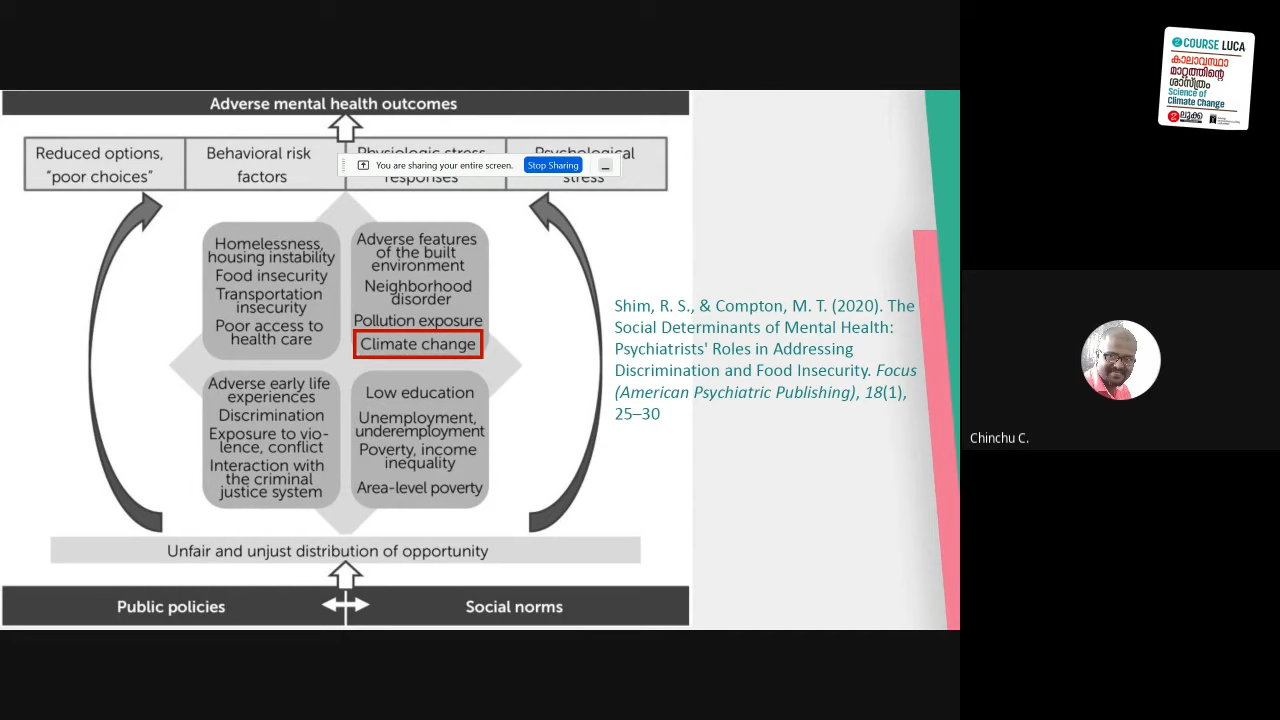 Adverse mental health outcomes
Reduced options,
“poor choices”
Behavioral risk
factors
Physiologic stress
responses
Psychological
stress
You are sharing your entire screen.
Stop Sharing
Homelessness,
housing instability
Food insecurity
Transportation
insecurity
Poor access to
health care
Adverse features
of the built
environment
Neighborhood
disorder
Pollution exposure
Climate change
Adverse early life
experiences
Discrimination
Exposure to vio-
lence, conflict
Interaction with
the criminal
justice system
Low education
Unemployment,
underemployment
Poverty, income
inequality
Area-level poverty
Unfair and unjust distribution of opportunity
Public policies
Social norms
Shim, R. S., & Compton, M. T. (2020). The
Social Determinants of Mental Health:
Psychiatrists' Roles in Addressing
Discrimination and Food Insecurity. Focus
(American Psychiatric Publishing), 18(1),
25–30
COURSE LUCA
കാലാവസ്ഥാ
മാറ്റത്തിന്റെ
ശാസ്ത്രം
Science of
Climate Change
ലൂക്ക
Chinchu C.